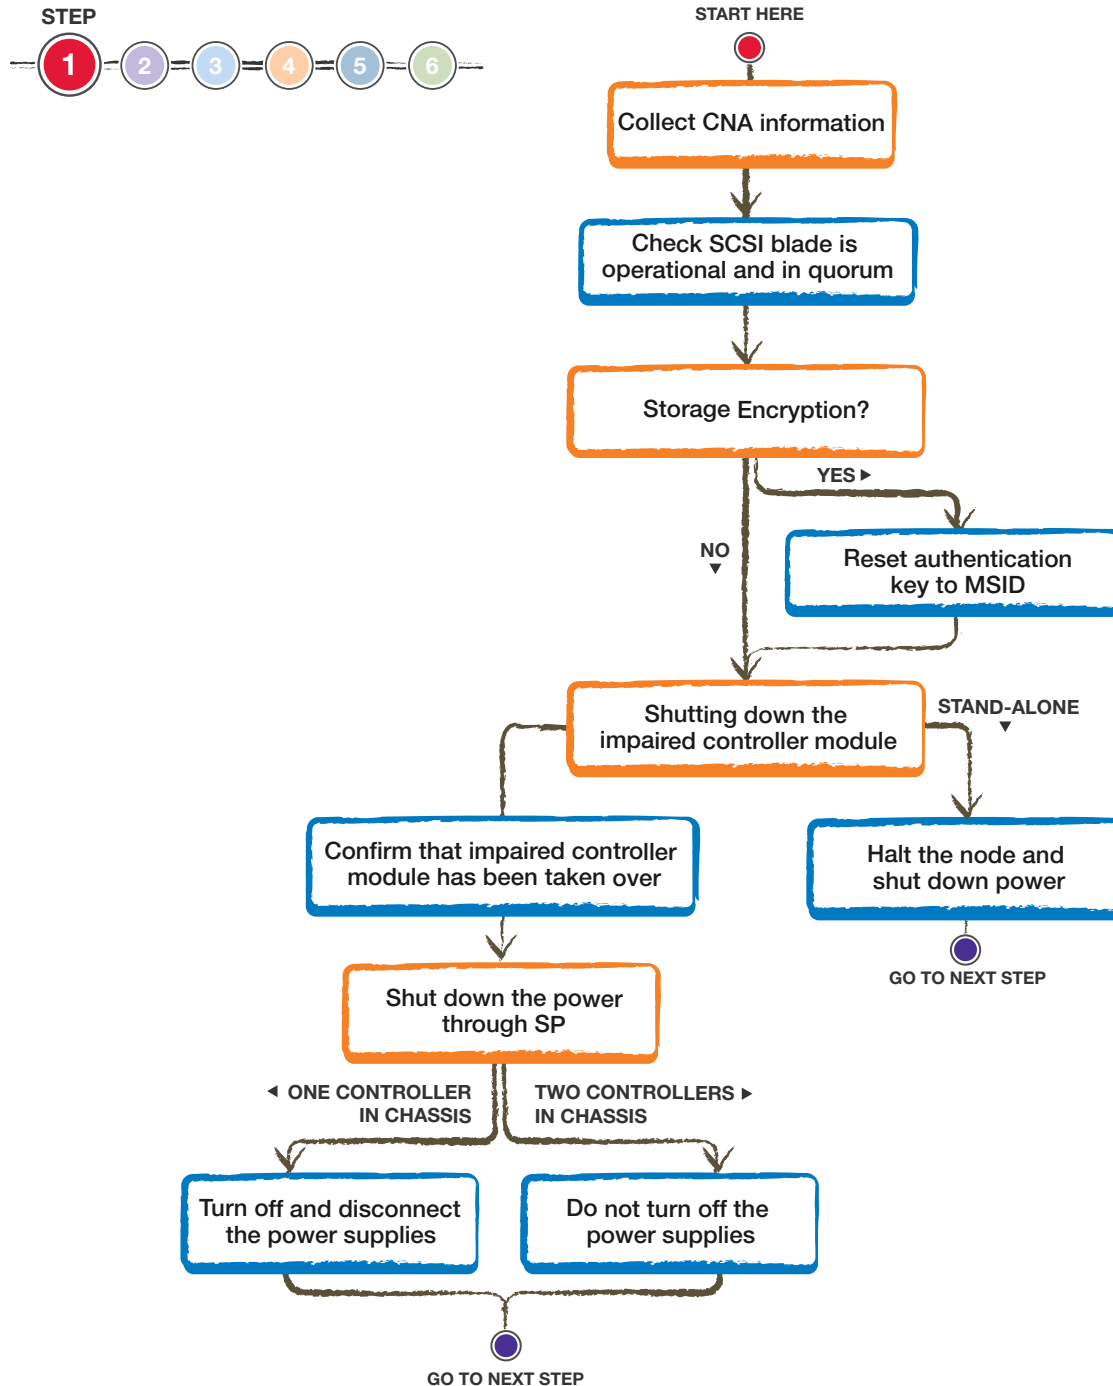 STEP
1 2 3 4 5 6
START HERE
Collect CNA information
Check SCSI blade is
operational and in quorum
Storage Encryption?
YES ►
NO
▼
Reset authentication
key to MSID
Shutting down the
impaired controller module
STAND-ALONE
▼
Confirm that impaired controller
module has been taken over
Halt the node and
shut down power
GO TO NEXT STEP
Shut down the power
through SP
◄ ONE CONTROLLER
IN CHASSIS
TWO CONTROLLERS ►
IN CHASSIS
Turn off and disconnect
the power supplies
Do not turn off the
power supplies
GO TO NEXT STEP